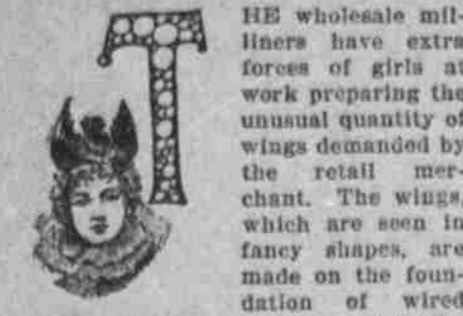 THE wholesale mil-
liners have extra
forces of girls at
work preparing the
unusual quantity of
wings demanded by
the retail mer-
chant. The wings,
which are seen in
fancy shapes, are
made on the foun-
dation of wired